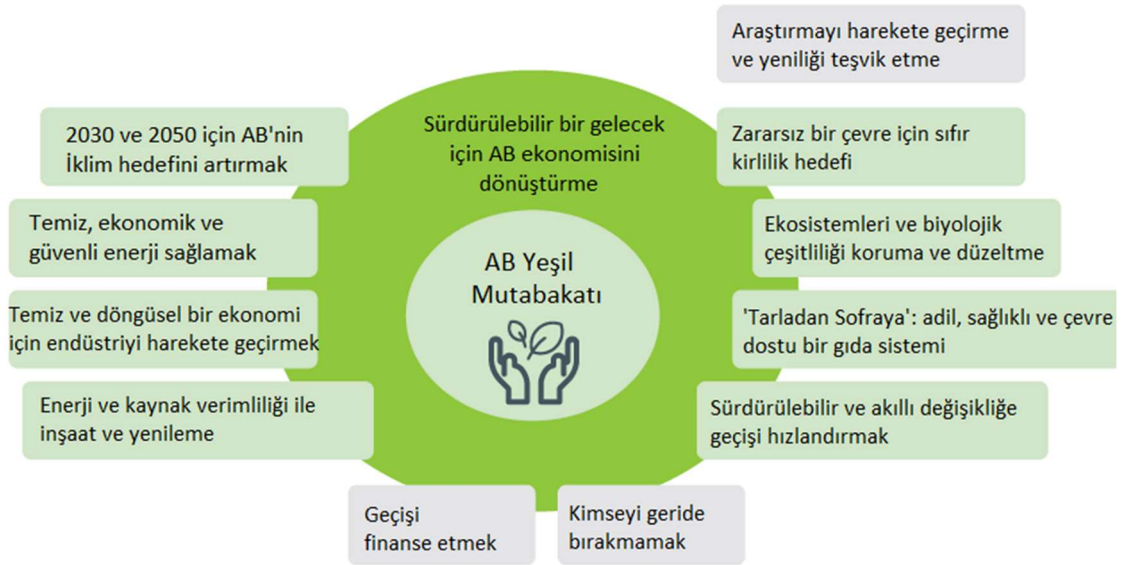 Araştırmayı harekete geçirme
ve yeniliği teşvik etme
Sürdürülebilir bir gelecek
için AB ekonomisini
dönüştürme
2030 ve 2050 için AB'nin
İklim hedefini artırmak
Zararsız bir çevre için sıfır
kirlilik hedefi
Temiz, ekonomik ve
güvenli enerji sağlamak
Ekosistemleri ve biyolojik
çeşitliliği koruma ve düzeltme
AB Yeşil
Mutabakatı
Temiz ve döngüsel bir ekonomi
için endüstriyi harekete geçirmek
'Tarladan Sofraya': adil, sağlıklı ve çevre
dostu bir gıda sistemi
Enerji ve kaynak verimliliği ile
inşaat ve yenileme
Sürdürülebilir ve akıllı değişikliğe
geçişi hızlandırmak
Geçişi
finanse etmek
Kimseyi geride
bırakmamak